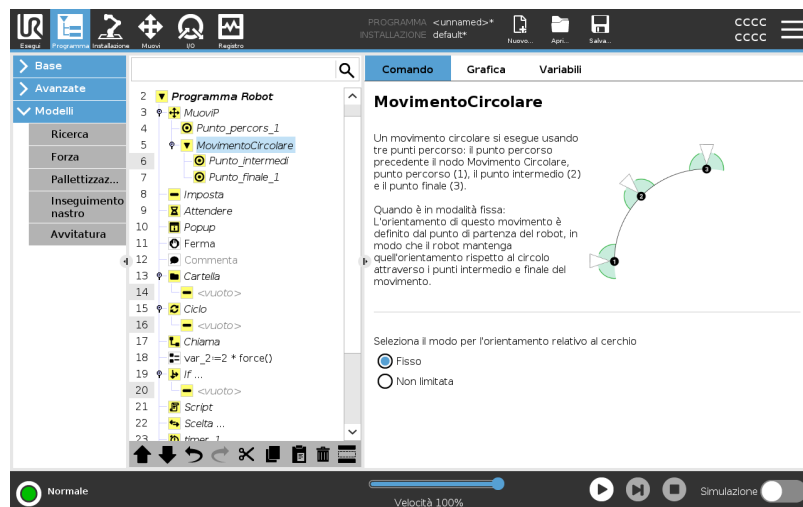 PROGRAMMA <unnamed>*
INSTALLAZIONE default*
CCCC
CCCC
Esegui
Programma
Installazione
Muovi
I/O
Registro
Nuovo...
Apri...
Salva...
Base
Avanzate
Modelli
Ricerca
Forza
Pallettizzaz...
Inseguimento
nastro
Avvitatura
2 Programma Robot
3 MuoviP
4 Punto_percors_1
5 MovimentoCircolare
6 Punto_intermedi
7 Punto_finale_1
8 Imposta
9 Attendere
10 Popup
11 Ferma
12 Commenta
13 Cartella
14 <vuoto>
15 Ciclo
16 <vuoto>
17 Chiama
18 var_2:=2 * force()
19 If ...
20 <vuoto>
21 Script
22 Scelta ...
23 timer_1
Comando
Grafica
Variabili
MovimentoCircolare
Un movimento circolare si esegue usando
tre punti percorso: il punto percorso
precedente il nodo Movimento Circolare,
punto percorso (1), il punto intermedio (2)
e il punto finale (3).
Quando è in modalità fissa:
L'orientamento di questo movimento è
definito dal punto di partenza del robot, in
modo che il robot mantenga
quell'orientamento rispetto al circolo
attraverso i punti intermedio e finale del
movimento.
1
2
3
Seleziona il modo per l'orientamento relativo al cerchio
Fisso
Non limitata
Normale
Velocità 100%
Simulazione